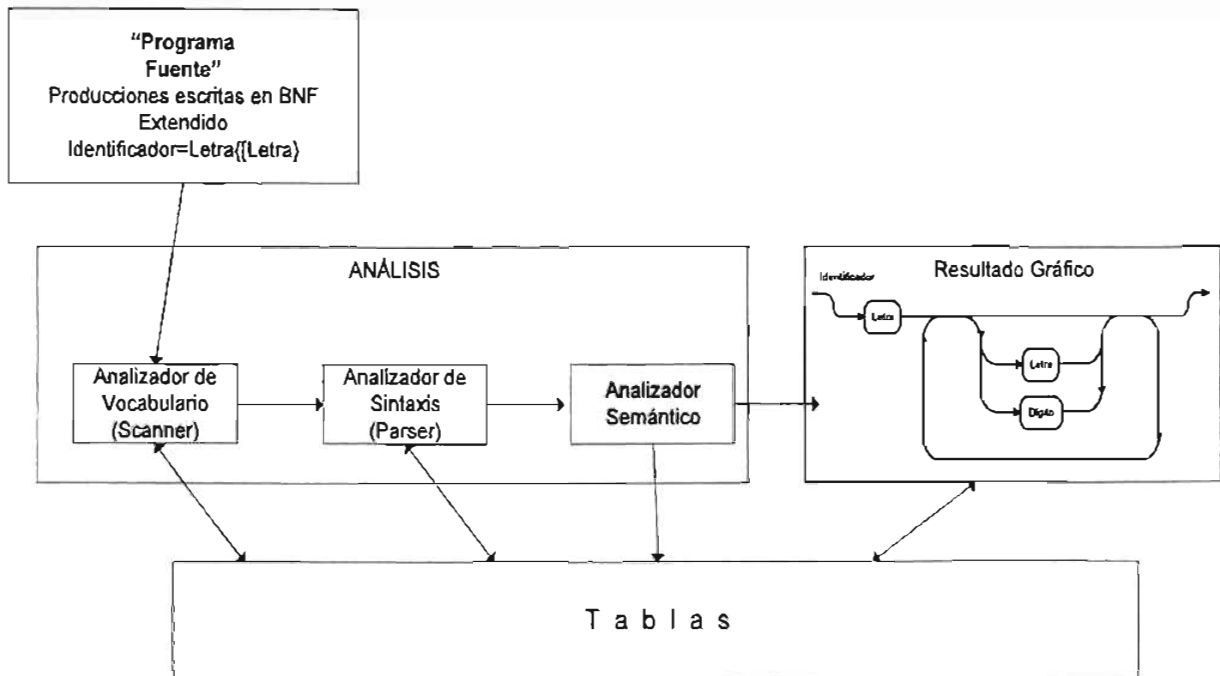 “Programa
Fuente”
Producciones escritas en BNF
Extendido
Identificador=Letra{[Letra}
ANÁLISIS
Analizador de
Vocabulario
(Scanner)
Analizador de
Sintaxis
(Parser)
Analizador
Semántico
Resultado Gráfico
Identificador
Letra
Letra
Dígito
T a b l a s